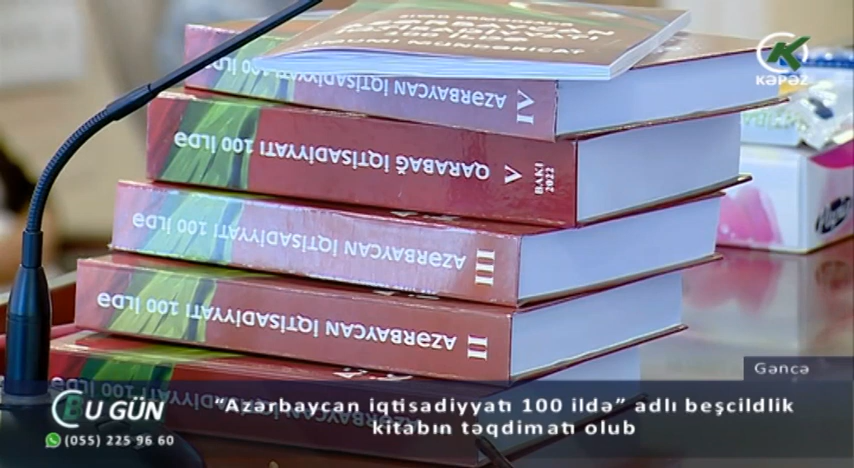 AZƏRBAYCAN
IV
AZƏRBAYCAN İQTİSADİYYATI 100 İLDƏ
V
BAKI
2022
QARABAĞ İQTİSADİYYATI 100 İLDƏ
III
AZƏRBAYCAN İQTİSADİYYATI 100 İLDƏ
II
AZƏRBAYCAN İQTİSADİYYATI 100 İLDƏ
KƏPƏZ
Gəncə
BU GÜN
(055) 225 96 60
“Azərbaycan iqtisadiyyatı 100 ildə” adlı beşcildlik
kitabın təqdimatı olub